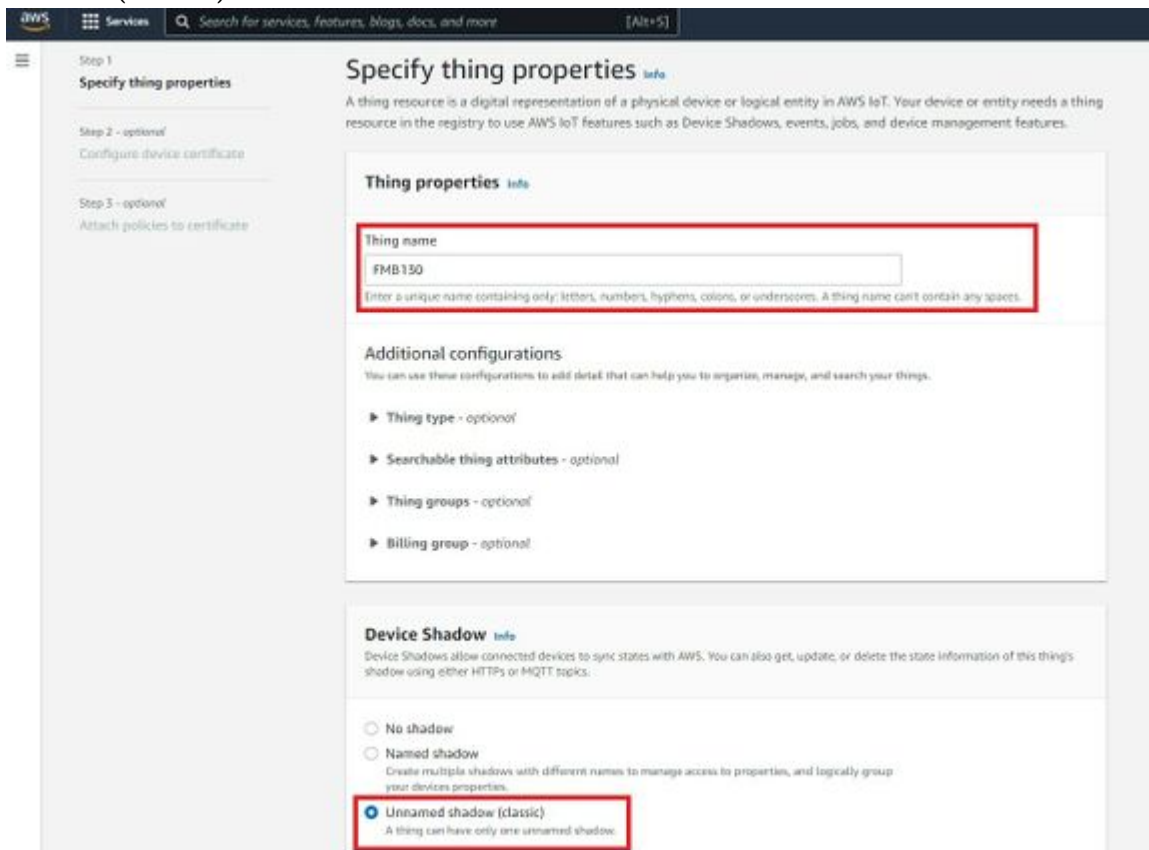 aws
Services
Search for services, features, blogs, docs, and more
[Alt+S]
Step 1
Specify thing properties
Step 2 - optional
Configure device certificate
Step 3 - optional
Attach policies to certificate
Specify thing properties Info
A thing resource is a digital representation of a physical device or logical entity in AWS IoT. Your device or entity needs a thing
resource in the registry to use AWS IoT features such as Device Shadows, events, jobs, and device management features.
Thing properties Info
Thing name
FMB130
Enter a unique name containing only: letters, numbers, hyphens, colons, or underscores. A thing name can't contain any spaces.
Additional configurations
You can use these configurations to add detail that can help you to organize, manage, and search your things.
Thing type - optional
Searchable thing attributes - optional
Thing groups - optional
Billing group - optional
Device Shadow Info
Device Shadows allow connected devices to sync states with AWS. You can also get, update, or delete the state information of this thing's
shadow using either HTTPs or MQTT topics.
No shadow
Named shadow
Create multiple shadows with different names to manage access to properties, and logically group
your devices properties.
Unnamed shadow (classic)
A thing can have only one unnamed shadow.